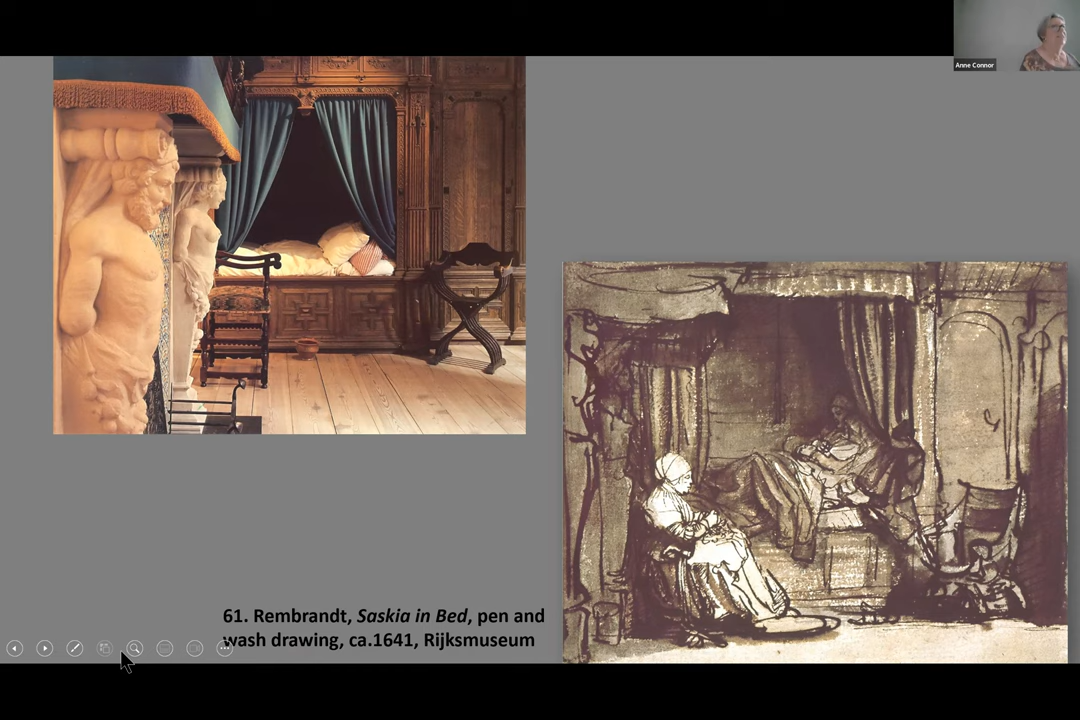 Anne Connor
61. Rembrandt, Saskia in Bed, pen and
wash drawing, ca.1641, Rijksmuseum